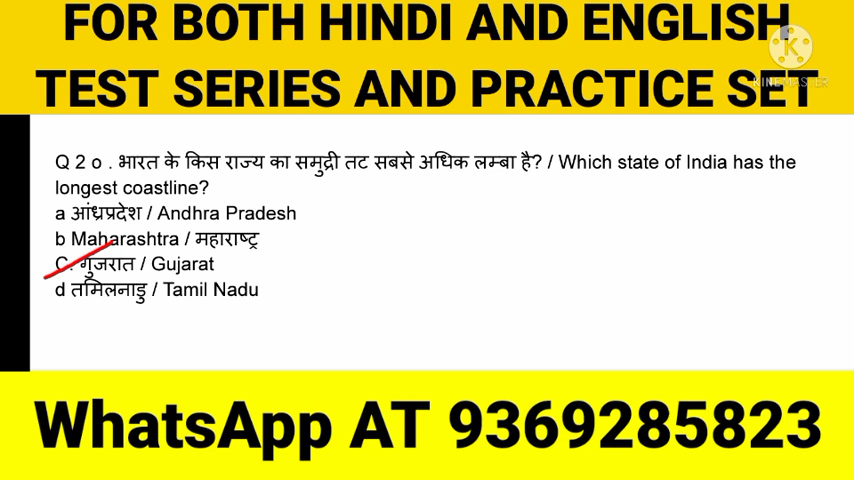 FOR BOTH HINDI AND ENGLISH
TEST SERIES AND PRACTICE SET
K
KINEMASTER
Q 2 o . भारत के किस राज्य का समुद्री तट सबसे अधिक लम्बा है? / Which state of India has the
longest coastline?
a आंध्रप्रदेश / Andhra Pradesh
b Maharashtra / महाराष्ट्र
C. गुजरात / Gujarat
d तमिलनाडु / Tamil Nadu
WhatsApp AT 9369285823